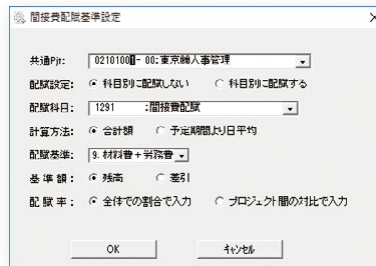 間接費配賦基準設定
共通Pjt: 02101001- 00:東京総人事管理
配賦設定: 科目別に配賦しない 科目別に配賦する
配賦科目: 1291 :間接費配賦
計算方法: 合計額 予定期間より日平均
配賦基準: 9.材料費+労務費
基準額: 残高 差引
配賦率: 全体での割合で入力 プロジェクト間の対比で入力
OK キャンセル